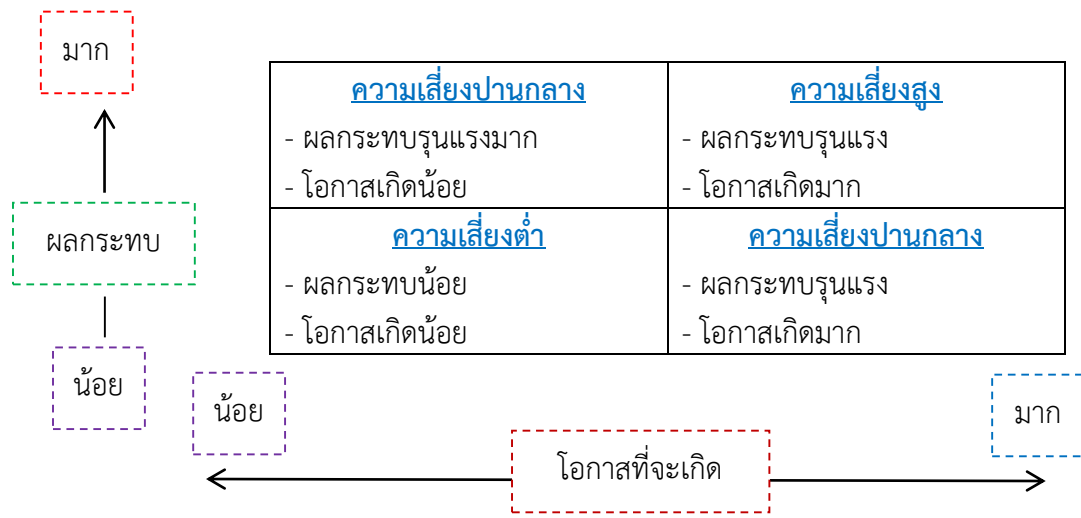 มาก
ความเสี่ยงปานกลาง
- ผลกระทบรุนแรงมาก
- โอกาสเกิดน้อย
ความเสี่ยงสูง
- ผลกระทบรุนแรง
- โอกาสเกิดมาก
ผลกระทบ
ความเสี่ยงต่ำ
- ผลกระทบน้อย
- โอกาสเกิดน้อย
ความเสี่ยงปานกลาง
- ผลกระทบรุนแรง
- โอกาสเกิดมาก
น้อย
น้อย
มาก
โอกาสที่จะเกิด